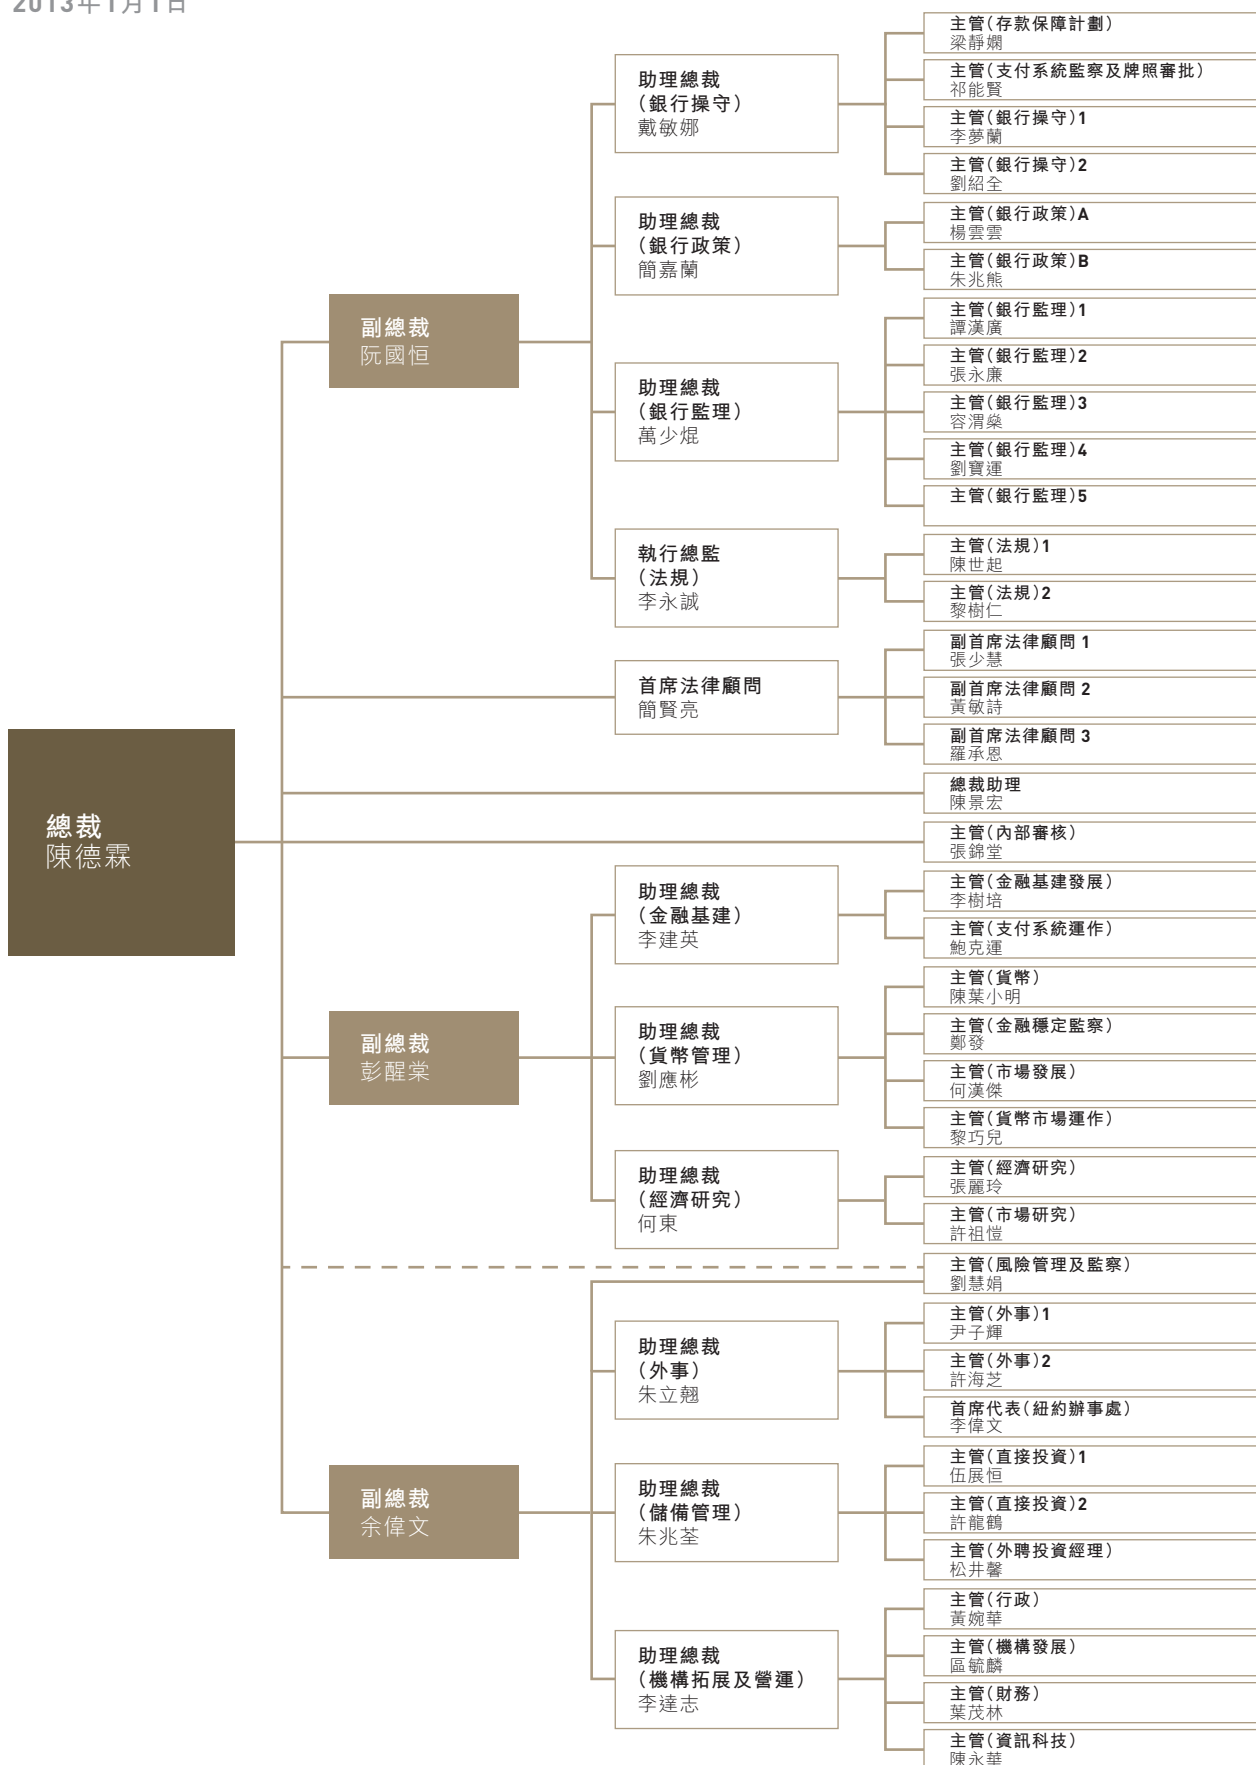 2013年1月1日
總裁
陳德霖
副總裁
阮國恒
助理總裁
(銀行操守)
戴敏娜
主管(存款保障計劃)
梁靜嫻
主管(支付系統監察及牌照審批)
祁能賢
主管(銀行操守)1
李夢蘭
主管(銀行操守)2
劉紹全
助理總裁
(銀行政策)
簡嘉蘭
主管(銀行政策)A
楊雲雲
主管(銀行政策)B
朱兆熊
助理總裁
(銀行監理)
萬少焜
主管(銀行監理)1
譚漢廣
主管(銀行監理)2
張永廉
主管(銀行監理)3
容渭燊
主管(銀行監理)4
劉寶運
主管(銀行監理)5
執行總監
(法規)
李永誠
主管(法規)1
陳世起
主管(法規)2
黎樹仁
首席法律顧問
簡賢亮
副首席法律顧問 1
張少慧
副首席法律顧問 2
黃敏詩
副首席法律顧問 3
羅承恩
總裁助理
陳景宏
主管(內部審核)
張錦堂
副總裁
彭醒棠
助理總裁
(金融基建)
李建英
主管(金融基建發展)
李樹培
主管(支付系統運作)
鮑克運
助理總裁
(貨幣管理)
劉應彬
主管(貨幣)
陳葉小明
主管(金融穩定監察)
鄭發
主管(市場發展)
何漢傑
主管(貨幣市場運作)
黎巧兒
助理總裁
(經濟研究)
何東
主管(經濟研究)
張麗玲
主管(市場研究)
許祖愷
主管(風險管理及監察)
劉慧娟
副總裁
余偉文
助理總裁
(外事)
朱立翹
主管(外事)1
尹子輝
主管(外事)2
許海芝
首席代表(紐約辦事處)
李偉文
助理總裁
(儲備管理)
朱兆荃
主管(直接投資)1
伍展恒
主管(直接投資)2
許龍鶴
主管(外聘投資經理)
松井馨
助理總裁
(機構拓展及營運)
李達志
主管(行政)
黃婉華
主管(機構發展)
區毓麟
主管(財務)
葉茂林
主管(資訊科技)
陳永華